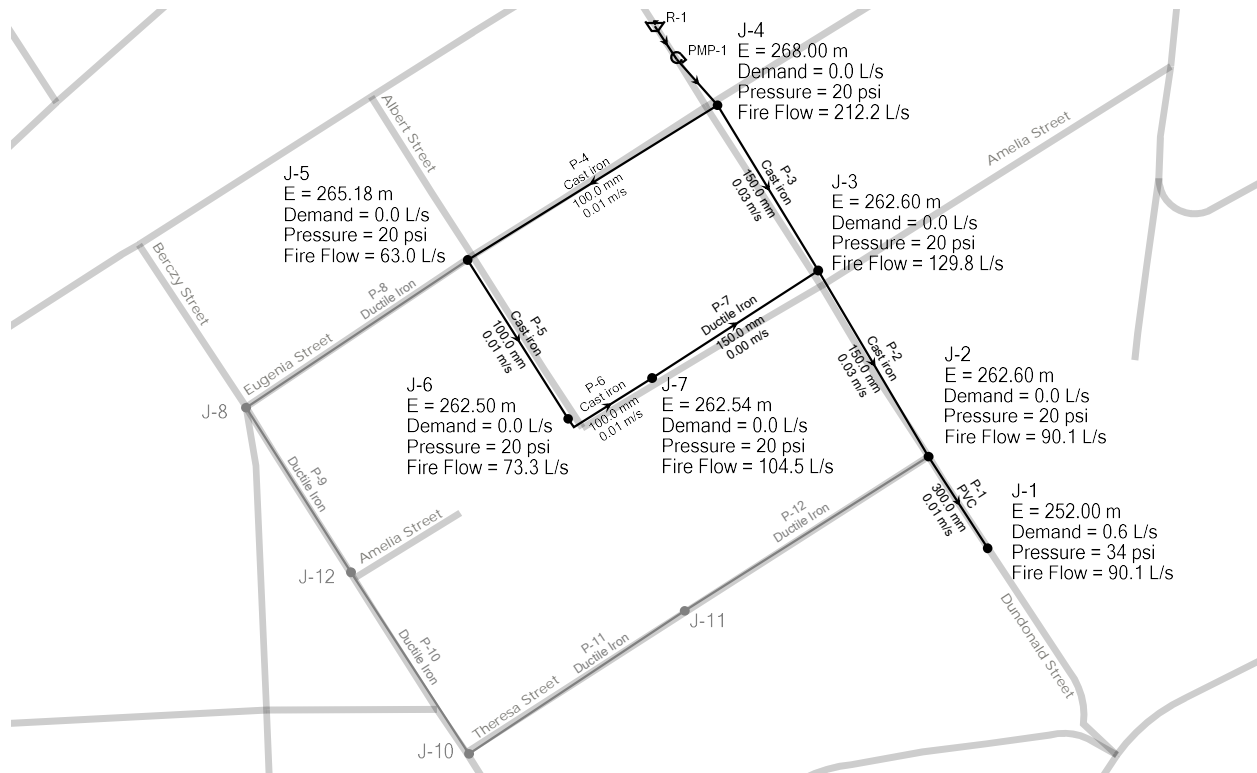 R-1
PMP-1
J-4
E = 268.00 m
Demand = 0.0 L/s
Pressure = 20 psi
Fire Flow = 212.2 L/s
Albert Street
P-4
Cast iron
100.0 mm
0.01 m/s
P-3
Cast iron
150.0 mm
0.03 m/s
Amelia Street
J-5
E = 265.18 m
Demand = 0.0 L/s
Pressure = 20 psi
Fire Flow = 63.0 L/s
J-3
E = 262.60 m
Demand = 0.0 L/s
Pressure = 20 psi
Fire Flow = 129.8 L/s
Berczy Street
P-8
Ductile Iron
Eugenia Street
P-5
Cast iron
100.0 mm
0.01 m/s
P-7
Ductile Iron
150.0 mm
0.00 m/s
P-2
Cast iron
150.0 mm
0.03 m/s
J-8
J-6
E = 262.50 m
Demand = 0.0 L/s
Pressure = 20 psi
Fire Flow = 73.3 L/s
P-6
Cast iron
100.0 mm
0.01 m/s
J-7
E = 262.54 m
Demand = 0.0 L/s
Pressure = 20 psi
Fire Flow = 104.5 L/s
J-2
E = 262.60 m
Demand = 0.0 L/s
Pressure = 20 psi
Fire Flow = 90.1 L/s
P-9
Ductile Iron
Amelia Street
P-12
Ductile Iron
P-1
PVC
300.0 mm
0.01 m/s
J-1
E = 252.00 m
Demand = 0.6 L/s
Pressure = 34 psi
Fire Flow = 90.1 L/s
J-12
J-11
P-10
Ductile Iron
P-11
Ductile Iron
Theresa Street
Dundonald Street
J-10